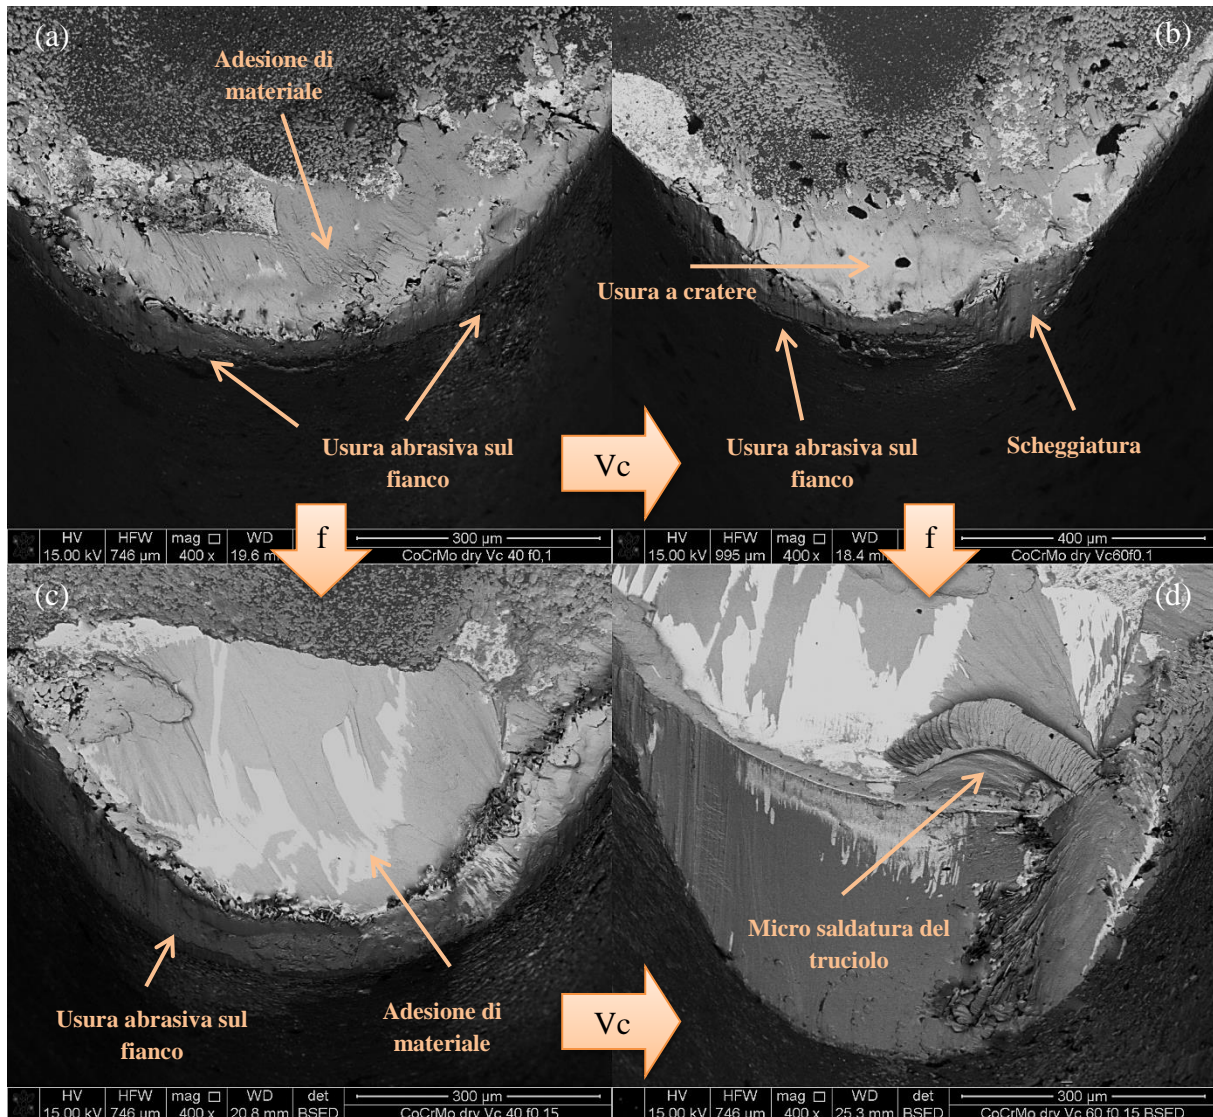 (a)
Adesione di
materiale
Usura abrasiva sul
fianco
(b)
Usura a cratere
Usura abrasiva sul
fianco
Scheggiatura
Vc
f
f
HV HFW mag WD 300 µm
15.00 kV 746 µm 400 x 19.6 CoCrMo dry Vc 40 f0,1
HV HFW mag WD 400 µm
15.00 kV 995 µm 400 x 18.4 CoCrMo dry Vc60f0.1
(c)
Usura abrasiva sul
fianco
Adesione di
materiale
(d)
Micro saldatura del
truciolo
Vc
HV HFW mag WD det 300 µm
15.00 kV 746 µm 400 x 20.8 mm BSED CoCrMo dry Vc 40 f0.15
HV HFW mag WD det 300 µm
15.00 kV 746 µm 400 x 25.3 mm BSED CoCrMo dry Vc 60 f0.15 BSED